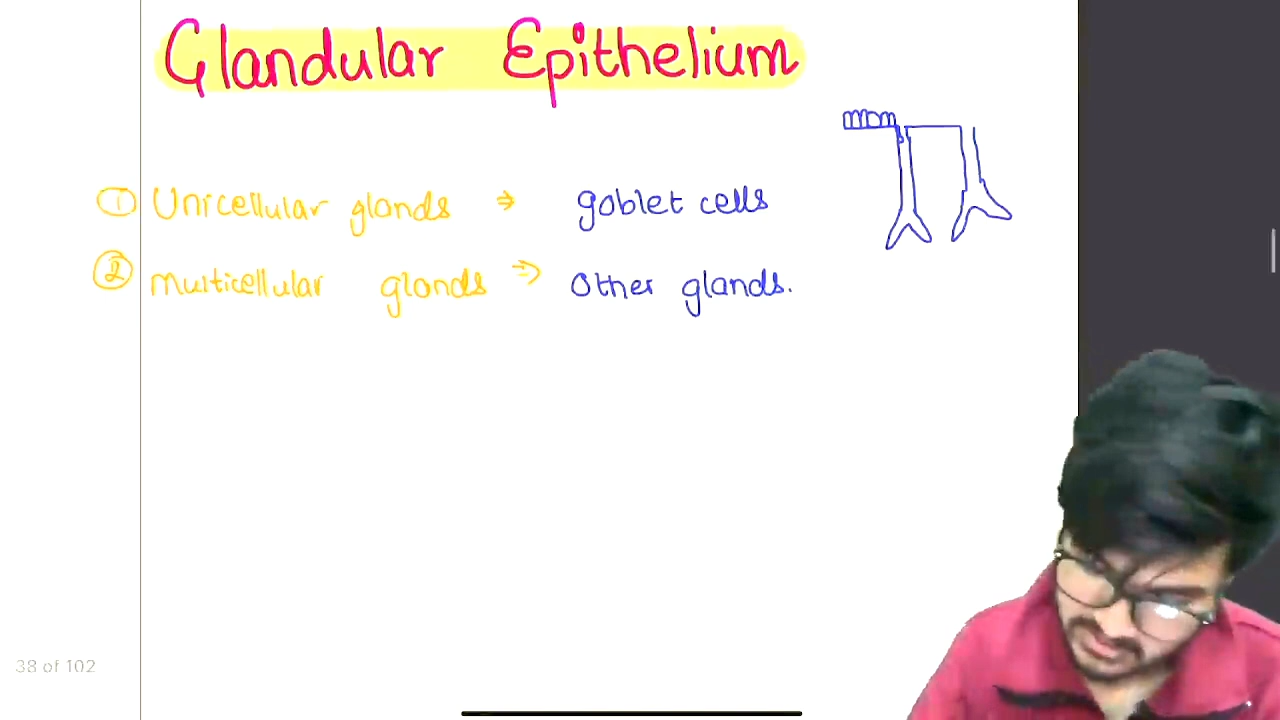 Glandular Epithelium
① Unicellular glands → goblet cells
② Multicellular glands ⇒ Other glands.
38 of 102